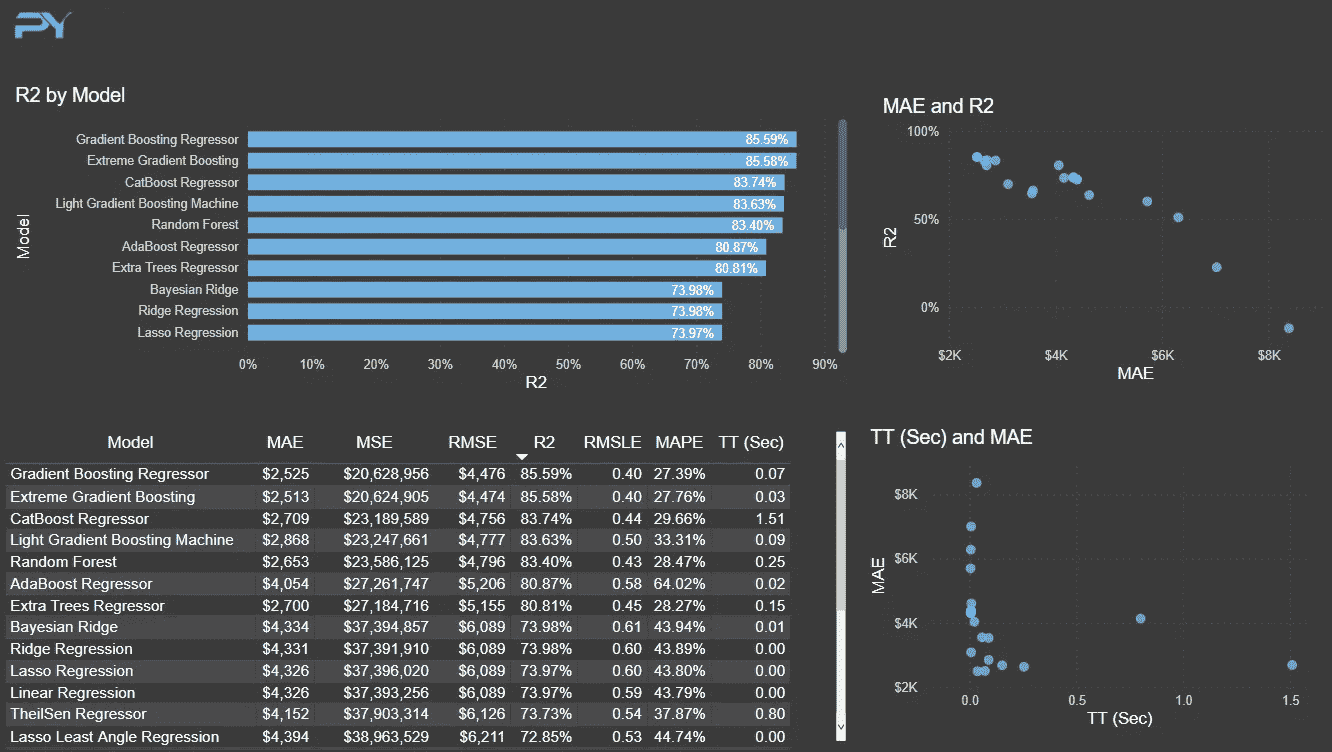 PY
R2 by Model
Model
Gradient Boosting Regressor 85.59%
Extreme Gradient Boosting 85.58%
CatBoost Regressor 83.74%
Light Gradient Boosting Machine 83.63%
Random Forest 83.40%
AdaBoost Regressor 80.87%
Extra Trees Regressor 80.81%
Bayesian Ridge 73.98%
Ridge Regression 73.98%
Lasso Regression 73.97%
0% 10% 20% 30% 40% 50% 60% 70% 80% 90%
R2
MAE and R2
R2
100%
50%
0%
$2K $4K $6K $8K
MAE
Model MAE MSE RMSE R2 RMSLE MAPE TT (Sec)
Gradient Boosting Regressor $2,525 $20,628,956 $4,476 85.59% 0.40 27.39% 0.07
Extreme Gradient Boosting $2,513 $20,624,905 $4,474 85.58% 0.40 27.76% 0.03
CatBoost Regressor $2,709 $23,189,589 $4,756 83.74% 0.44 29.66% 1.51
Light Gradient Boosting Machine $2,868 $23,247,661 $4,777 83.63% 0.50 33.31% 0.09
Random Forest $2,653 $23,586,125 $4,796 83.40% 0.43 28.47% 0.25
AdaBoost Regressor $4,054 $27,261,747 $5,206 80.87% 0.58 64.02% 0.02
Extra Trees Regressor $2,700 $27,184,716 $5,155 80.81% 0.45 28.27% 0.15
Bayesian Ridge $4,334 $37,394,857 $6,089 73.98% 0.61 43.94% 0.01
Ridge Regression $4,331 $37,391,910 $6,089 73.98% 0.60 43.89% 0.00
Lasso Regression $4,326 $37,396,020 $6,089 73.97% 0.60 43.80% 0.00
Linear Regression $4,326 $37,393,256 $6,089 73.97% 0.59 43.79% 0.00
TheilSen Regressor $4,152 $37,903,314 $6,126 73.73% 0.54 37.87% 0.80
Lasso Least Angle Regression $4,394 $38,963,529 $6,211 72.85% 0.53 44.74% 0.00
TT (Sec) and MAE
MAE
$8K
$6K
$4K
$2K
0.0 0.5 1.0 1.5
TT (Sec)